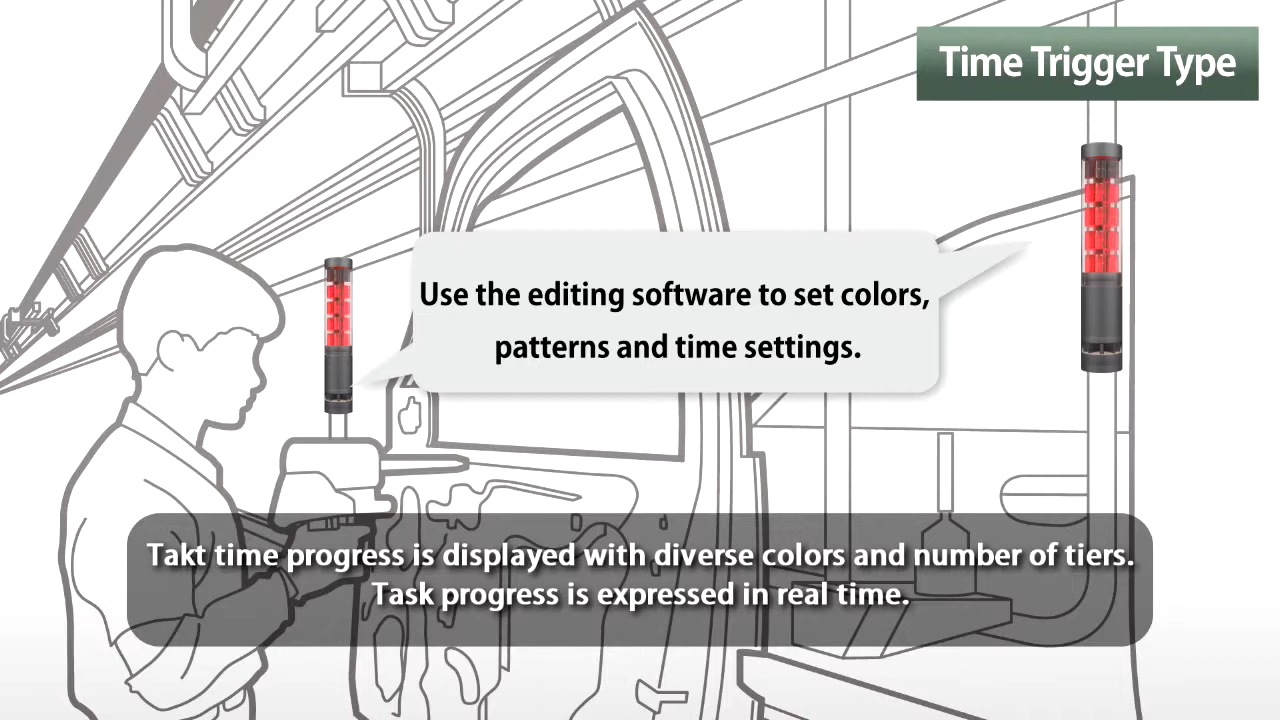 Time Trigger Type
Use the editing software to set colors,
patterns and time settings.
Takt time progress is displayed with diverse colors and number of tiers.
Task progress is expressed in real time.